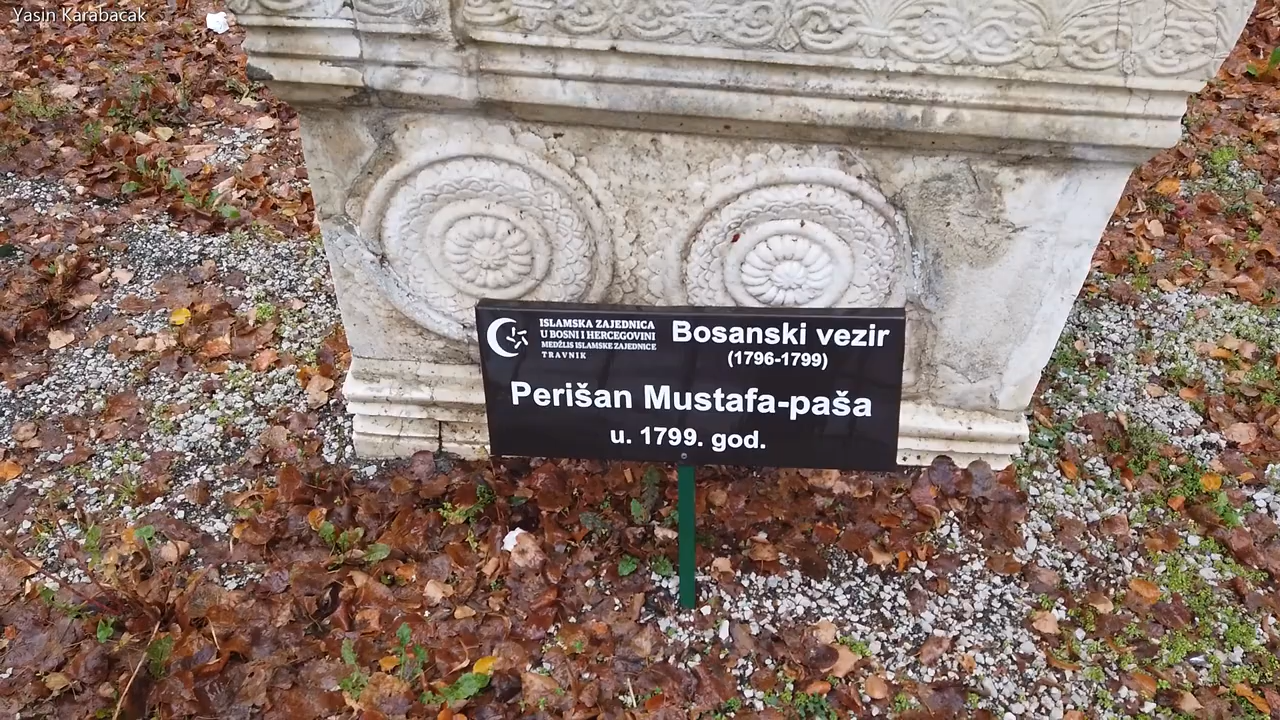 Yasin Karabacak
ISLAMSKA ZAJEDNICA
U BOSNI I HERCEGOVINI
MEDŽLIS ISLAMSKE ZAJEDNICE
TRAVNIK
Bosanski vezir
(1796-1799)
Perišan Mustafa-paša
u. 1799. god.